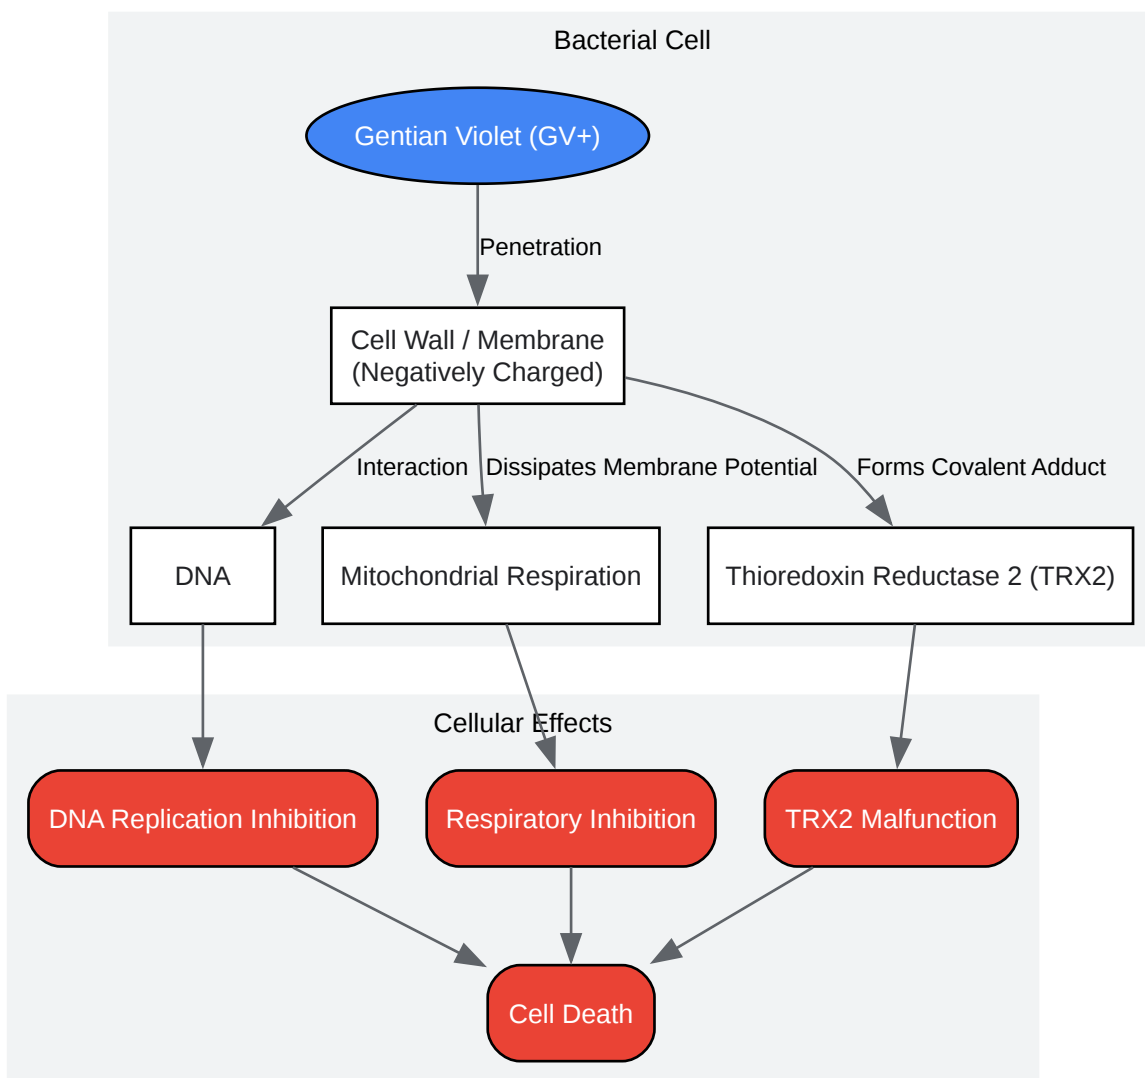 Bacterial Cell
Gentian Violet (GV+)
Penetration
Cell Wall / Membrane
(Negatively Charged)
Interaction
Dissipates Membrane Potential
Forms Covalent Adduct
DNA
Mitochondrial Respiration
Thioredoxin Reductase 2 (TRX2)
Cellular Effects
DNA Replication Inhibition
Respiratory Inhibition
TRX2 Malfunction
Cell Death